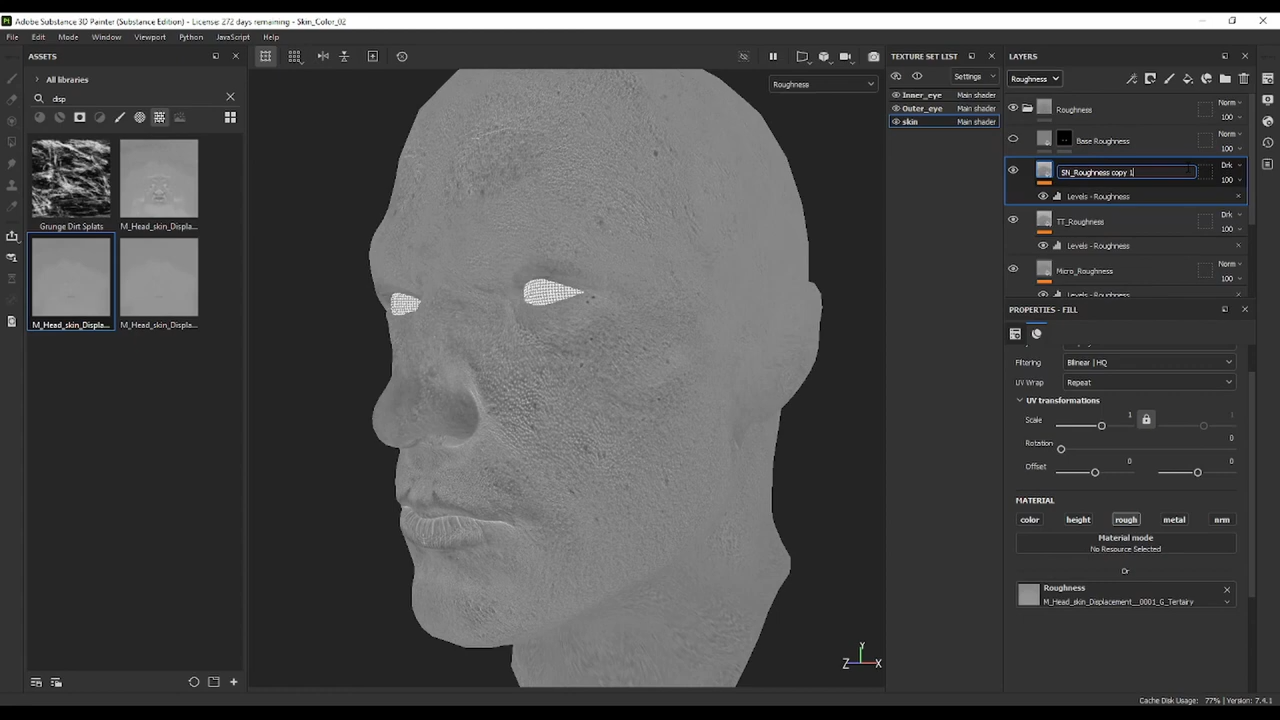 Adobe Substance 3D Painter (Substance Edition) - License: 272 days remaining - Skin_Color_02
File Edit Mode Window Viewport Python JavaScript Help
ASSETS
All libraries
disp
Grunge Dirt Splats
M_Head_skin_Displa...
M_Head_skin_Displa...
M_Head_skin_Displa...
Roughness
Z Y X
TEXTURE SET LIST
Settings
Inner_eye Main shader
Outer_eye Main shader
skin Main shader
LAYERS
Roughness
Roughness Norm 100
Base Roughness Norm 100
SN_Roughness copy 1 Drk 100
Levels - Roughness
TT_Roughness Drk 100
Levels - Roughness
Micro_Roughness Norm 100
Levels - Roughness
PROPERTIES - FILL
Filtering Bilinear | HQ
UV Wrap Repeat
UV transformations
Scale 1 1
Rotation 0
Offset 0 0
MATERIAL
color height rough metal nrm
Material mode
No Resource Selected
Or
Roughness
M_Head_skin_Displacement__0001_G_Tertairy
Cache Disk Usage: 77% | Version: 7.4.1